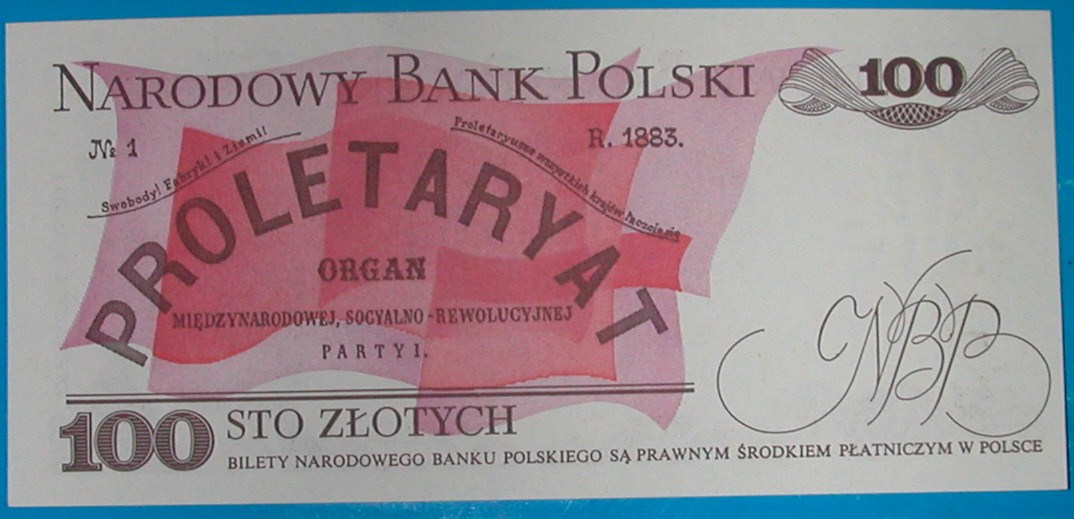 NARODOWY BANK POLSKI
100
№ 1
R. 1883.
Swobody! Fabryk! i Ziemi!
Proletaryusze wszystkich krajów łączcie się
PROLETARYAT
ORGAN
MIĘDZYNARODOWEJ, SOCYALNO-REWOLUCYJNEJ
PARTYI.
NBP
100 STO ZŁOTYCH
BILETY NARODOWEGO BANKU POLSKIEGO SĄ PRAWNYM ŚRODKIEM PŁATNICZYM W POLSCE